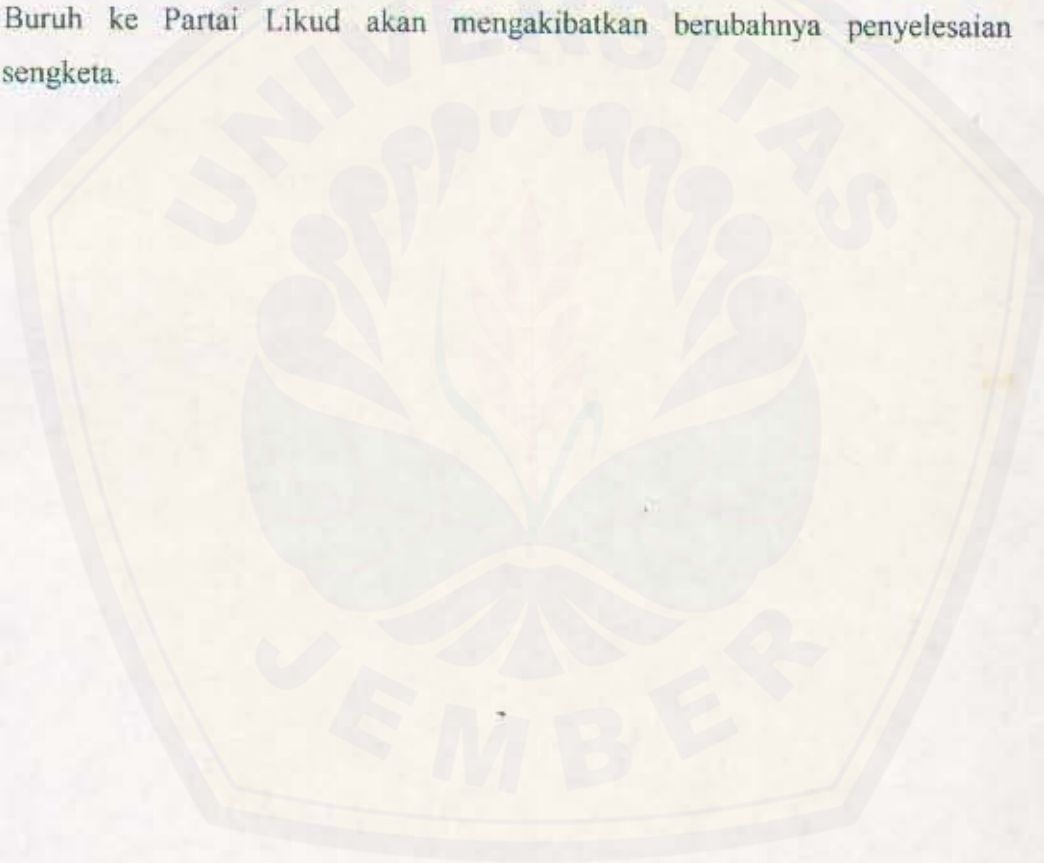 Buruh ke Partai Likud akan mengakibatkan berubahnya penyelesaian
sengketa.
UNIVERSITAS
JEMBER